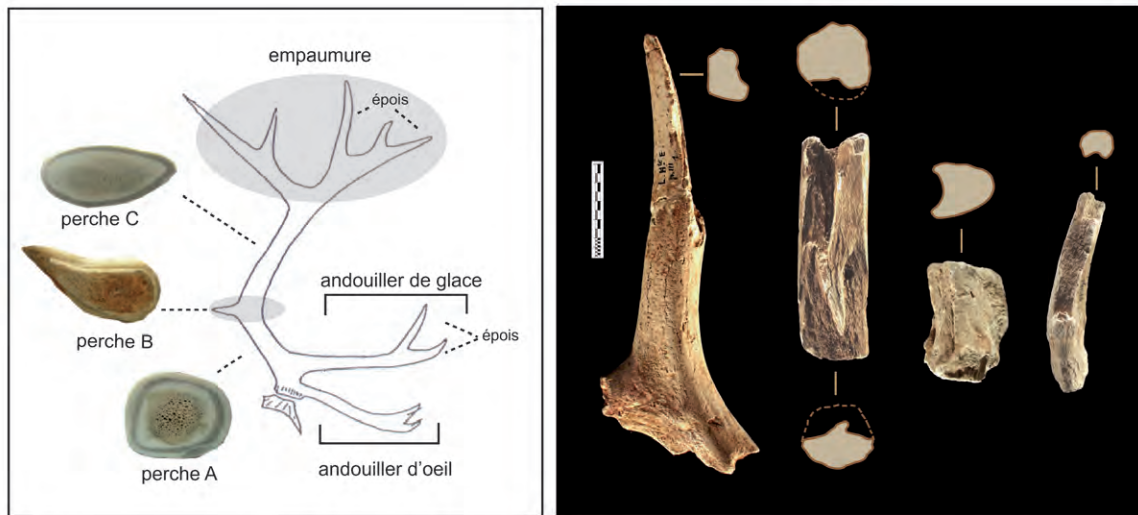 empaumure
épois
perche C
andouiller de glace
perche B
épois
perche A
andouiller d'oeil